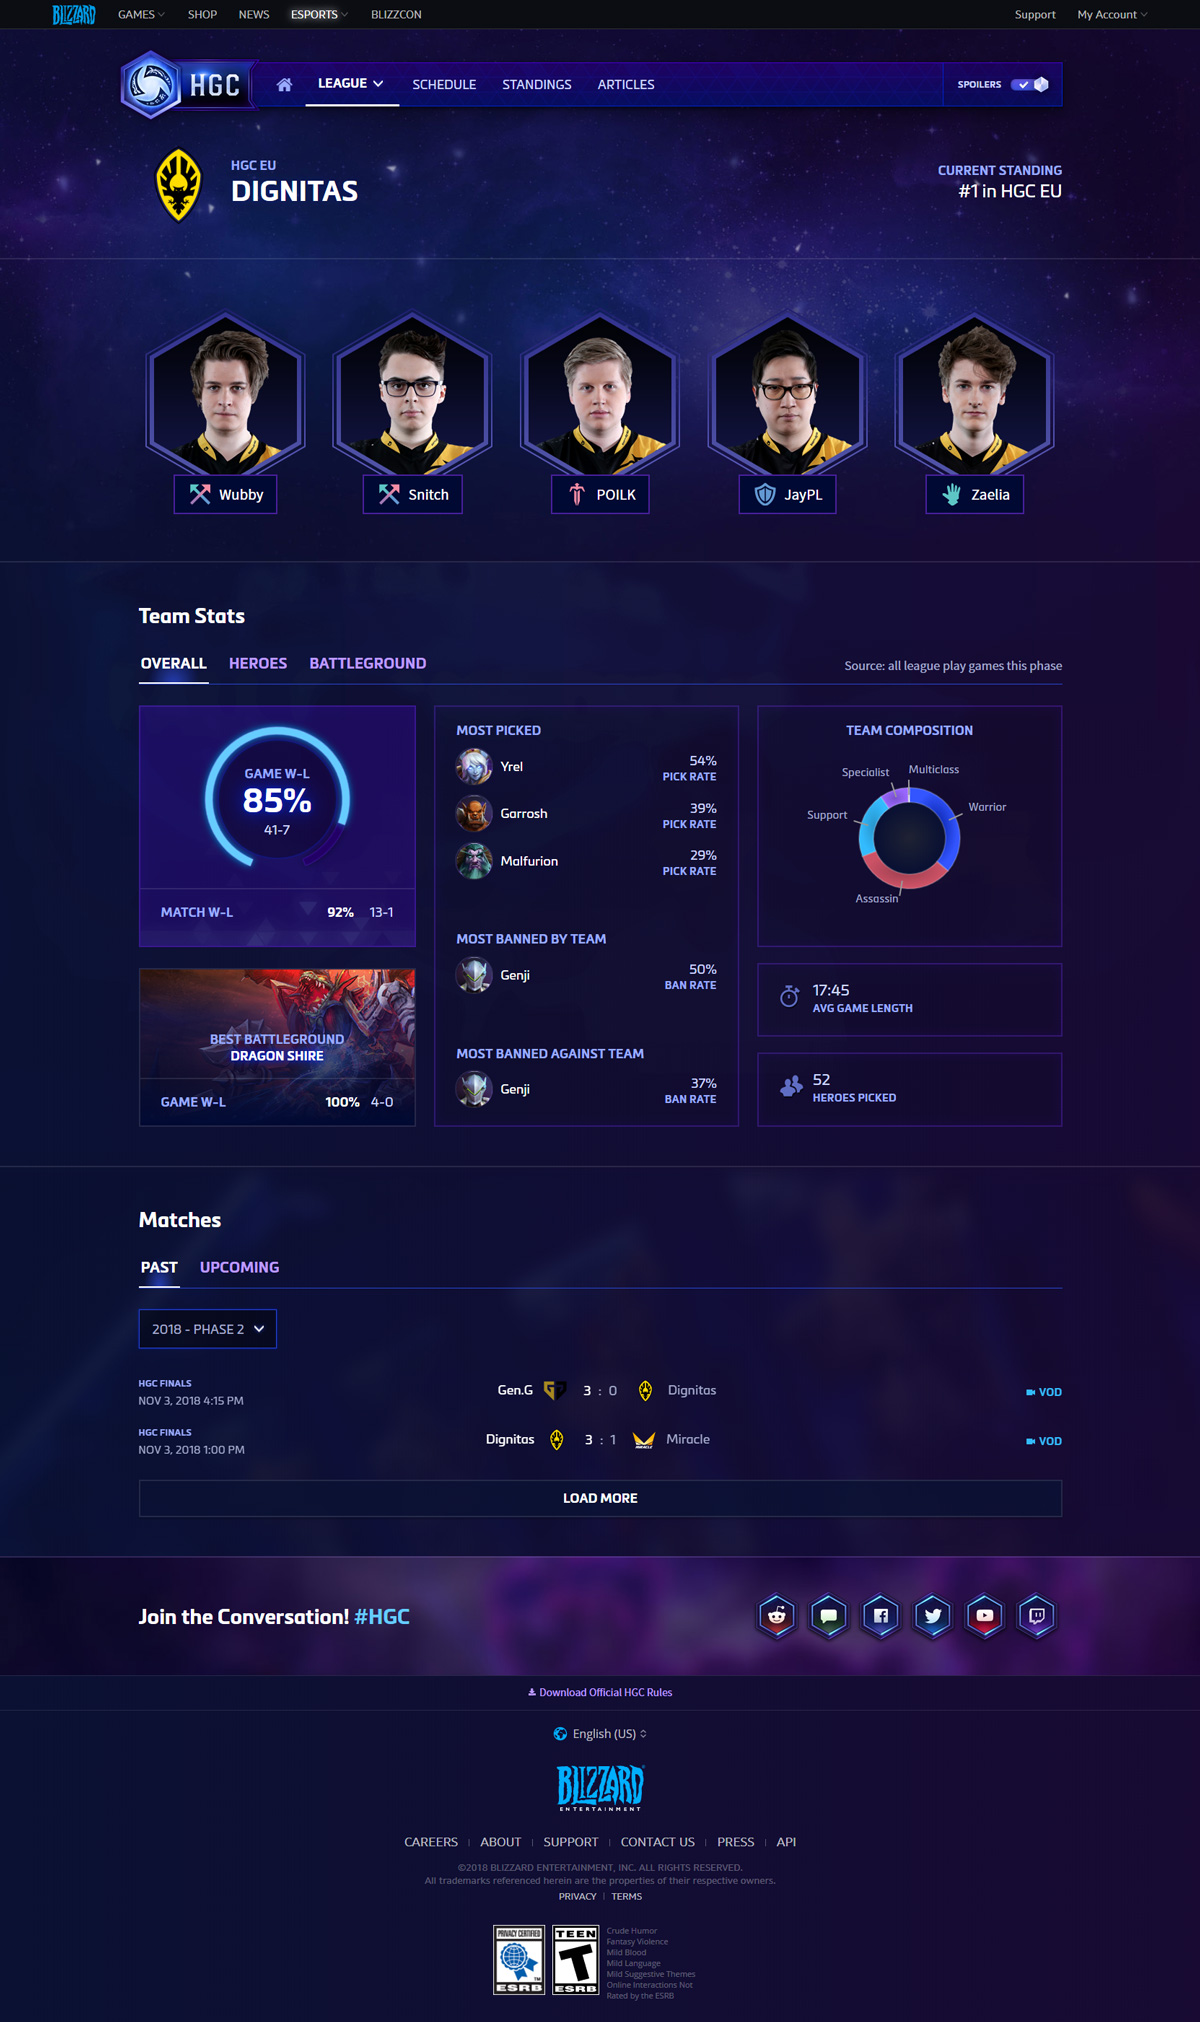 BLIZZARD GAMES SHOP NEWS ESPORTS BLIZZCON Support My Account
HGC LEAGUE SCHEDULE STANDINGS ARTICLES SPOILERS
HGC EU
DIGNITAS
CURRENT STANDING
#1 in HGC EU
Wubby Snitch POILK JayPL Zaelia
Team Stats
OVERALL HEROES BATTLEGROUND Source: all league play games this phase
GAME W-L
85%
41-7
MATCH W-L 92% 13-1
BEST BATTLEGROUND
DRAGON SHIRE
GAME W-L 100% 4-0
MOST PICKED
Yrel 54%
PICK RATE
Garrosh 39%
PICK RATE
Malfurion 29%
PICK RATE
MOST BANNED BY TEAM
Genji 50%
BAN RATE
MOST BANNED AGAINST TEAM
Genji 37%
BAN RATE
TEAM COMPOSITION
Specialist Multiclass
Support Warrior
Assassin
17:45
AVG GAME LENGTH
52
HEROES PICKED
Matches
PAST UPCOMING
2018 - PHASE 2
HGC FINALS
NOV 3, 2018 4:15 PM
Gen.G 3 : 0 Dignitas VOD
HGC FINALS
NOV 3, 2018 1:00 PM
Dignitas 3 : 1 MIRACLE Miracle VOD
LOAD MORE
Join the Conversation! #HGC
Download Official HGC Rules
English (US)
BLIZZARD
ENTERTAINMENT
CAREERS | ABOUT | SUPPORT | CONTACT US | PRESS | API
©2018 BLIZZARD ENTERTAINMENT, INC. ALL RIGHTS RESERVED.
All trademarks referenced herein are the properties of their respective owners.
PRIVACY | TERMS
PRIVACY CERTIFIED
TM
ESRB
TEEN
T
ESRB
Crude Humor
Fantasy Violence
Mild Blood
Mild Language
Mild Suggestive Themes
Online Interactions Not
Rated by the ESRB